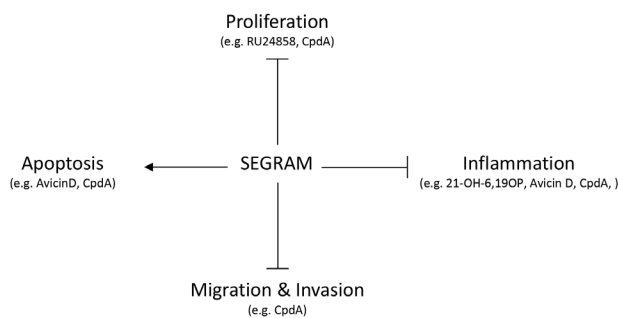 Proliferation
(e.g. RU24858, CpdA)
Apoptosis
(e.g. AvicinD, CpdA)
SEGRAM
Inflammation
(e.g. 21-OH-6,19OP, Avicin D, CpdA, )
Migration & Invasion
(e.g. CpdA)